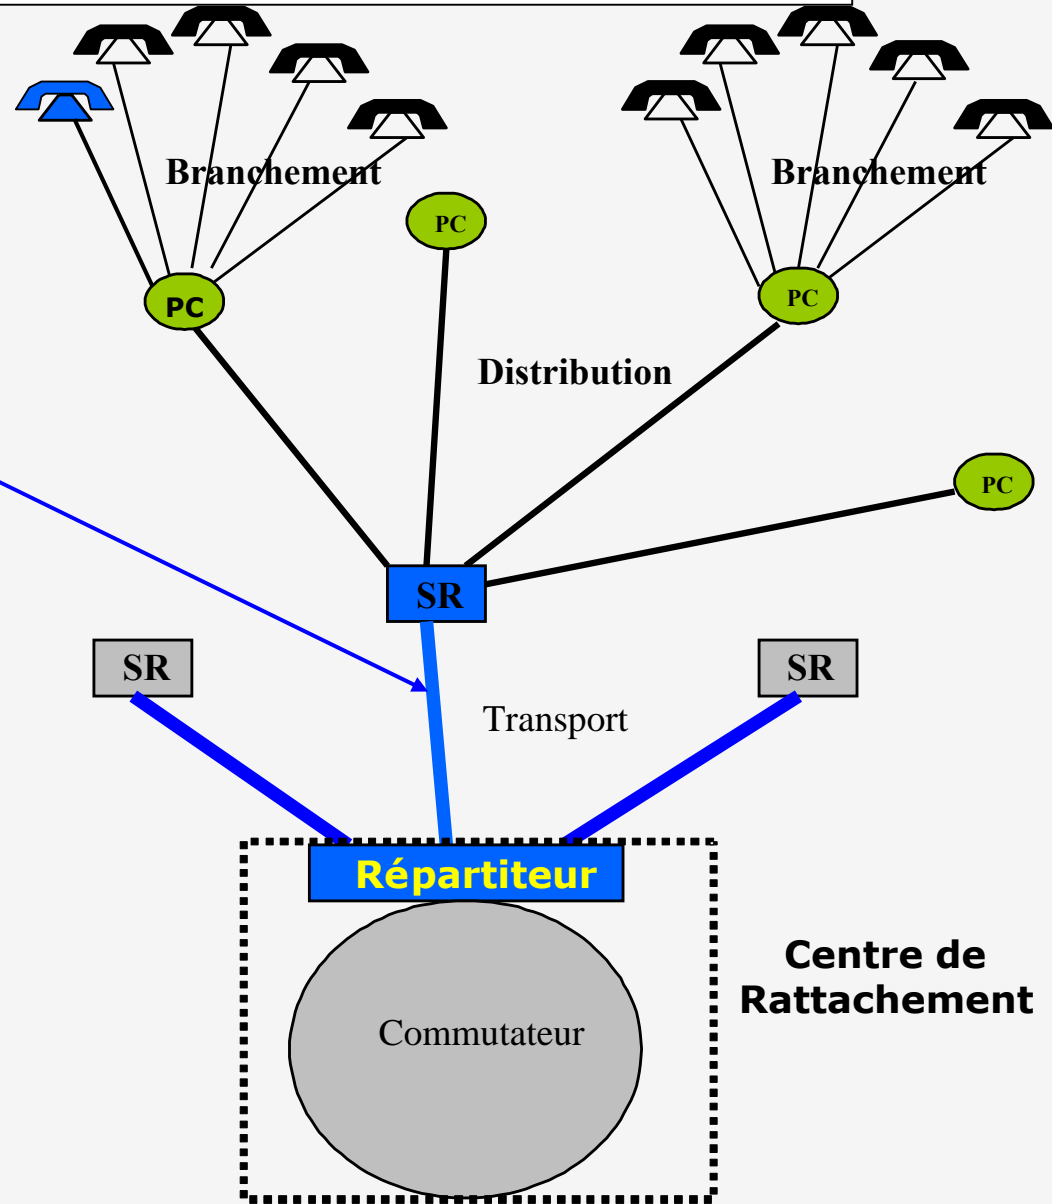 Branchement
Branchement
PC
PC
PC
Distribution
PC
SR
SR
SR
Transport
Répartiteur
Centre de
Rattachement
Commutateur